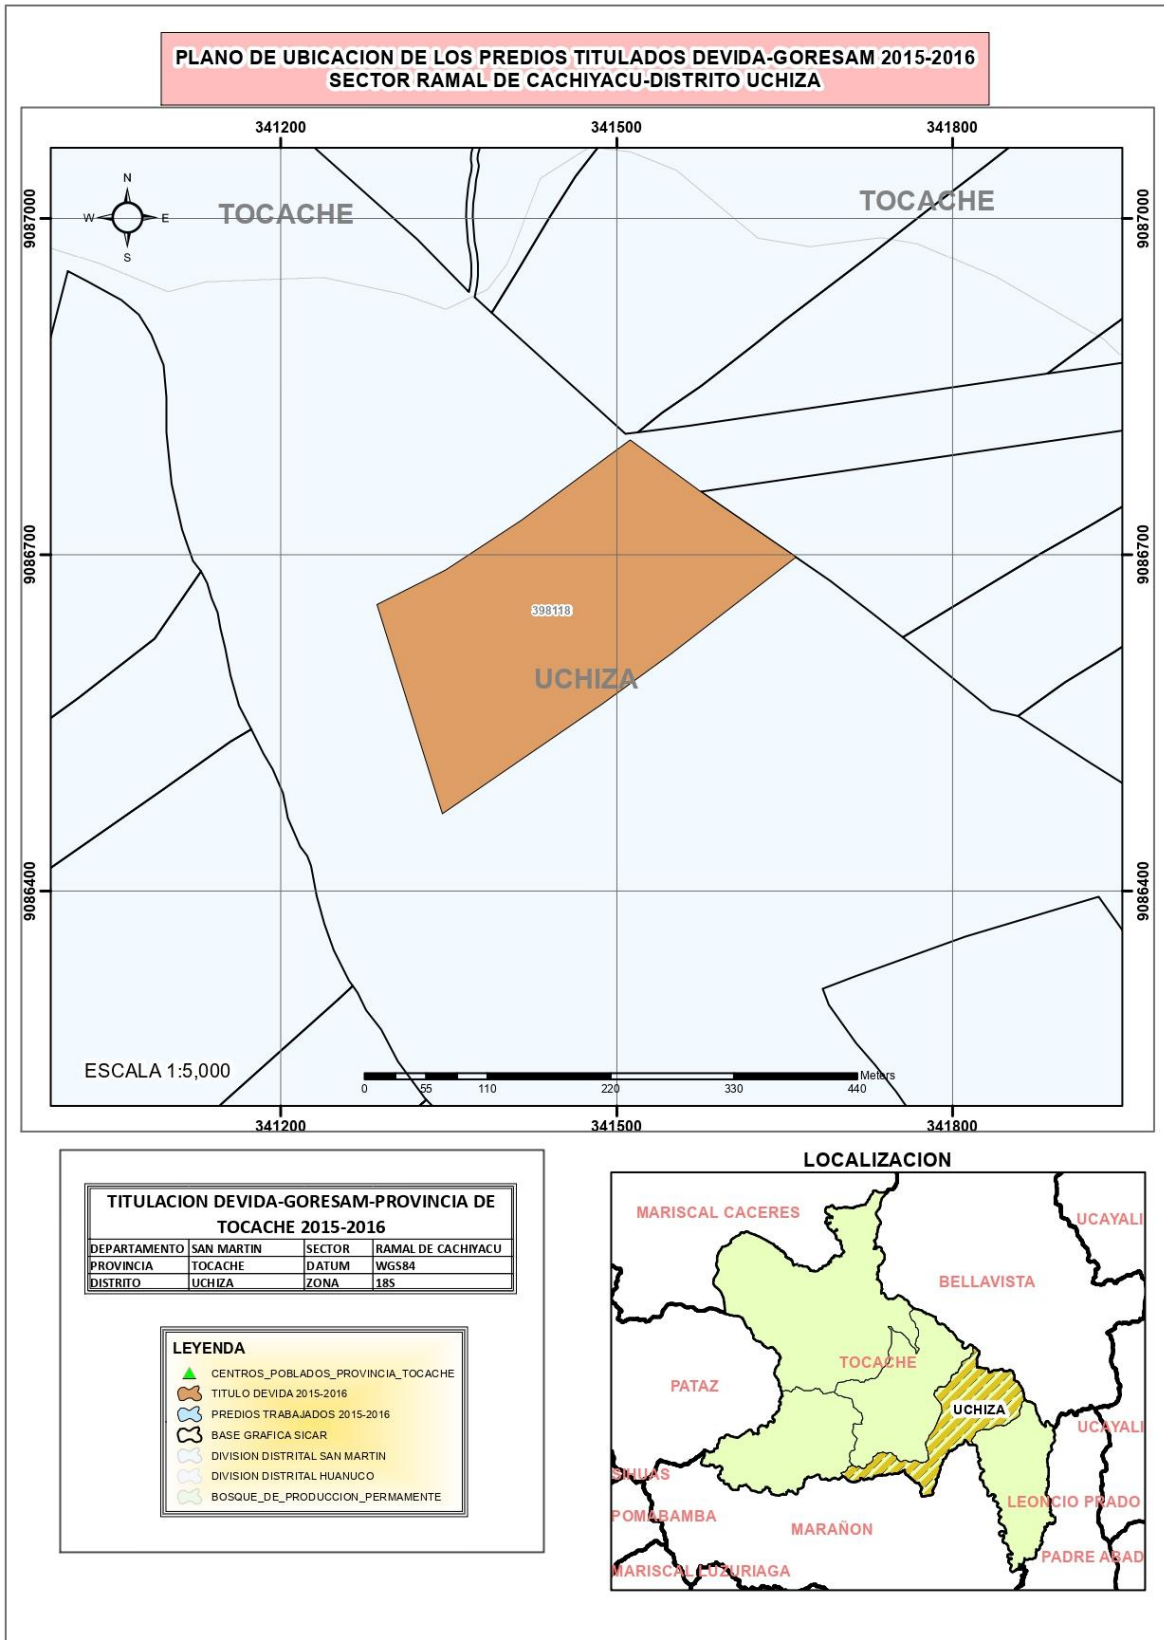 PLANO DE UBICACION DE LOS PREDIOS TITULADOS DEVIDA-GORESAM 2015-2016
SECTOR RAMAL DE CACHIYACU-DISTRITO UCHIZA
341200 341500 341800
N
W E
S
TOCACHE TOCACHE
9087000 9087000
9086700 9086700
398118
UCHIZA
9086400 9086400
ESCALA 1:5,000
Meters
0 55 110 220 330 440
341200 341500 341800
TITULACION DEVIDA-GORESAM-PROVINCIA DE
TOCACHE 2015-2016
DEPARTAMENTO SAN MARTIN SECTOR RAMAL DE CACHIYACU
PROVINCIA TOCACHE DATUM WGS84
DISTRITO UCHIZA ZONA 18S
LEYENDA
CENTROS_POBLADOS_PROVINCIA_TOCACHE
TITULO DEVIDA 2015-2016
PREDIOS TRABAJADOS 2015-2016
BASE GRAFICA SICAR
DIVISION DISTRITAL SAN MARTIN
DIVISION DISTRITAL HUANUCO
BOSQUE_DE_PRODUCCION_PERMAMENTE
LOCALIZACION
MARISCAL CACERES
UCAYALI
BELLAVISTA
TOCACHE
PATAZ
UCHIZA
UCAYALI
SIHUAS
LEONCIO PRADO
POMABAMBA
MARAÑON
PADRE ABAD
MARISCAL LUZURIAGA